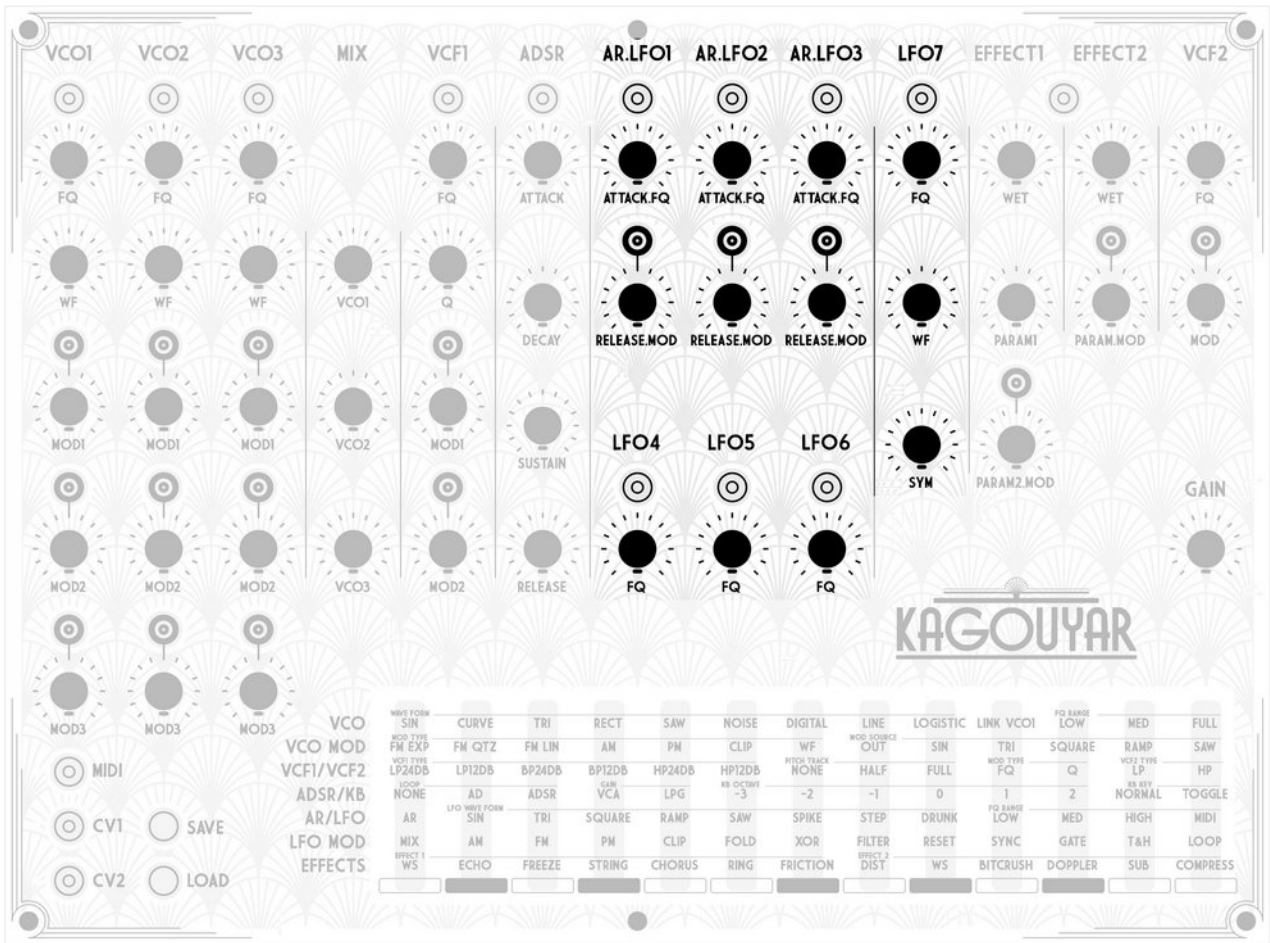 VCO1 VCO2 VCO3 MIX VCF1 ADSR AR.LFO1 AR.LFO2 AR.LFO3 LFO7 EFFECT1 EFFECT2 VCF2
FQ FQ FQ FQ ATTACK ATTACK.FQ ATTACK.FQ ATTACK.FQ FQ WET WET FQ
WF WF WF VCO1 Q
DECAY RELEASE.MOD RELEASE.MOD RELEASE.MOD WF PARAM1 PARAM.MOD MOD
MOD1 MOD1 MOD1 VCO2 MOD1 LFO4 LFO5 LFO6
SUSTAIN SYM PARAM2.MOD GAIN
MOD2 MOD2 MOD2 VCO3 MOD2 RELEASE FQ FQ FQ
KAGOUYAR
MOD3 MOD3 MOD3
WAVE FORM FQ RANGE
VCO SIN CURVE TRI RECT SAW NOISE DIGITAL LINE LOGISTIC LINK VCO1 LOW MED FULL
MOD TYPE MOD SOURCE
VCO MOD FM EXP FM QTZ FM LIN AM PM CLIP WF OUT SIN TRI SQUARE RAMP SAW
VCF1 TYPE PITCH TRACK MOD TYPE VCF2 TYPE
MIDI VCF1/VCF2 LP24DB LP12DB BP24DB BP12DB HP24DB HP12DB NONE HALF FULL FQ Q LP HP
LOOP GAIN KB OCTAVE KB KEY
ADSR/KB NONE AD ADSR VCA LPG -3 -2 -1 0 1 2 NORMAL TOGGLE
LFO WAVE FORM FQ RANGE
CV1 SAVE AR/LFO AR SIN TRI SQUARE RAMP SAW SPIKE STEP DRUNK LOW MED HIGH MIDI
LFO MOD MIX AM FM PM CLIP FOLD XOR FILTER RESET SYNC GATE T&H LOOP
EFFECT 1 EFFECT 2
EFFECTS WS ECHO FREEZE STRING CHORUS RING FRICTION DIST WS BITCRUSH DOPPLER SUB COMPRESS
CV2 LOAD